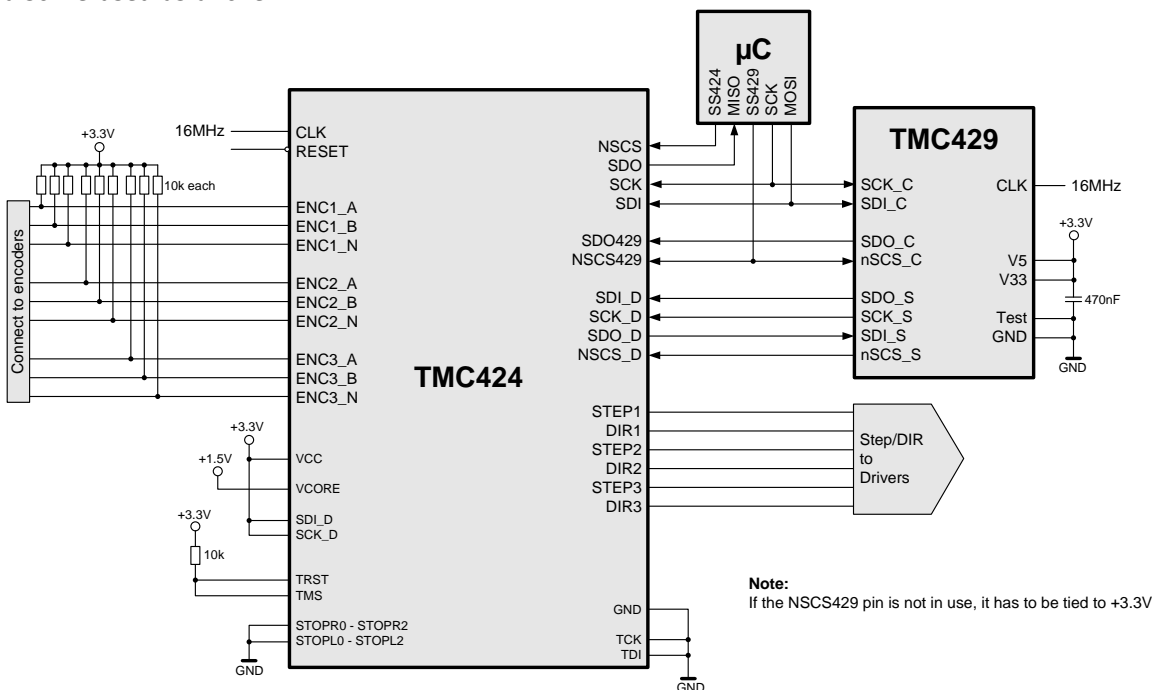 µC
SS424
MISO
SS429
SCK
MOSI
16MHz
CLK
RESET
+3.3V
10k each
Connect to encoders
ENC1_A
ENC1_B
ENC1_N
ENC2_A
ENC2_B
ENC2_N
ENC3_A
ENC3_B
ENC3_N
+3.3V
VCC
+1.5V
VCORE
SDI_D
SCK_D
+3.3V
10k
TRST
TMS
STOPR0 - STOPR2
STOPL0 - STOPL2
GND
TMC424
NSCS
SDO
SCK
SDI
SDO429
NSCS429
SDI_D
SCK_D
SDO_D
NSCS_D
STEP1
DIR1
STEP2
DIR2
STEP3
DIR3
GND
TCK
TDI
GND
TMC429
SCK_C
SDI_C
SDO_C
nSCS_C
SDO_S
SCK_S
SDI_S
nSCS_S
CLK
16MHz
+3.3V
V5
V33
470nF
Test
GND
GND
Step/DIR
to
Drivers
Note:
If the NSCS429 pin is not in use, it has to be tied to +3.3V